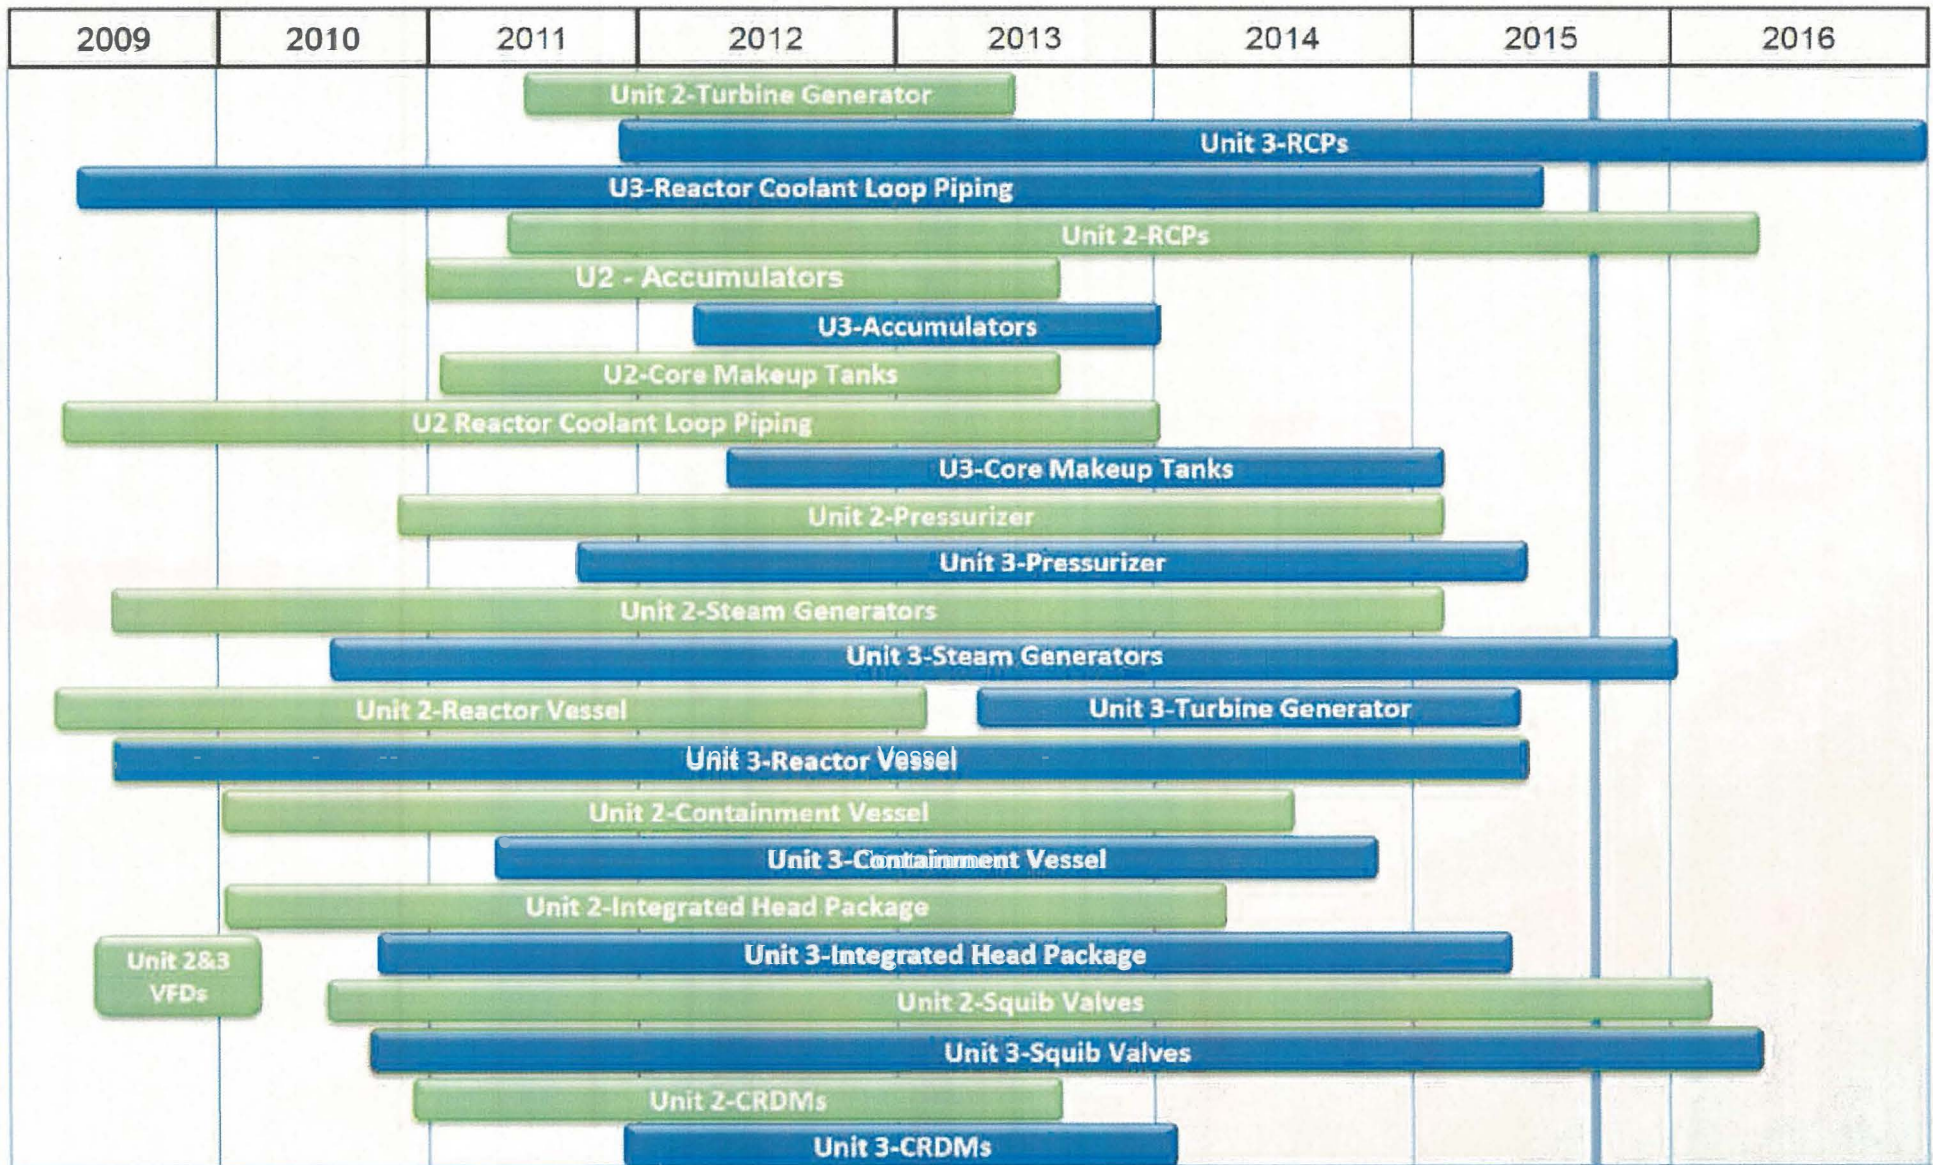 2009 2010 2011 2012 2013 2014 2015 2016
Unit 2-Turbine Generator
Unit 3-RCPs
U3-Reactor Coolant Loop Piping
Unit 2-RCPs
U2 - Accumulators
U3-Accumulators
U2-Core Makeup Tanks
U2 Reactor Coolant Loop Piping
U3-Core Makeup Tanks
Unit 2-Pressurizer
Unit 3-Pressurizer
Unit 2-Steam Generators
Unit 3-Steam Generators
Unit 2-Reactor Vessel Unit 3-Turbine Generator
Unit 3-Reactor Vessel
Unit 2-Containment Vessel
Unit 3-Containment Vessel
Unit 2-Integrated Head Package
Unit 3-Integrated Head Package
Unit 2&3
VFDs
Unit 2-Squib Valves
Unit 3-Squib Valves
Unit 2-CRDMs
Unit 3-CRDMs